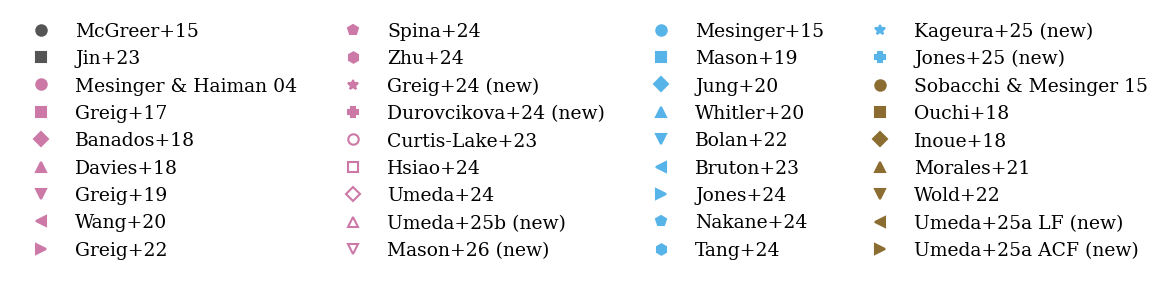 McGreer+15
Jin+23
Mesinger & Haiman 04
Greig+17
Banados+18
Davies+18
Greig+19
Wang+20
Greig+22
Spina+24
Zhu+24
Greig+24 (new)
Durovcikova+24 (new)
Curtis-Lake+23
Hsiao+24
Umeda+24
Umeda+25b (new)
Mason+26 (new)
Mesinger+15
Mason+19
Jung+20
Whitler+20
Bolan+22
Bruton+23
Jones+24
Nakane+24
Tang+24
Kageura+25 (new)
Jones+25 (new)
Sobacchi & Mesinger 15
Ouchi+18
Inoue+18
Morales+21
Wold+22
Umeda+25a LF (new)
Umeda+25a ACF (new)